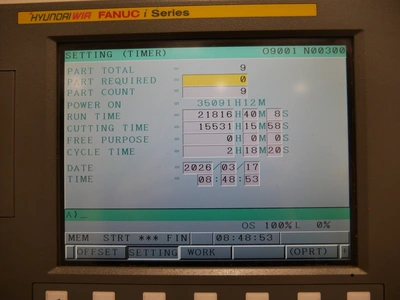 HYUNDAI WIA FANUC i Series
SETTING (TIMER) O9001 N00300
PART TOTAL = 9
PART REQUIRED = 0
PART COUNT = 9
POWER ON = 35091H12M
RUN TIME = 21816H40M 8S
CUTTING TIME = 15531H15M58S
FREE PURPOSE = 0H 0M 0S
CYCLE TIME = 2H18M20S
DATE = 2026/03/17
TIME = 08:48:53
A)_
OS 100% L 0%
MEM STRT *** FIN 08:48:53
OFFSET SETTING WORK (OPRT)